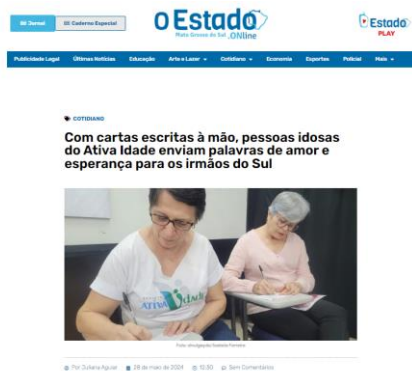 Jornal
Caderno Especial
O Estado
Mato Grosso do Sul
.ONline
Estado
PLAY
Publicidade Legal Últimas Notícias Educação Arte e Lazer Cotidiano Economia Esportes Policial Mais
COTIDIANO
Com cartas escritas à mão, pessoas idosas
do Ativa Idade enviam palavras de amor e
esperança para os irmãos do Sul
ATIVA Idade
Por Juliana Aguiar 28 de maio de 2024 12:30 Sem Comentários